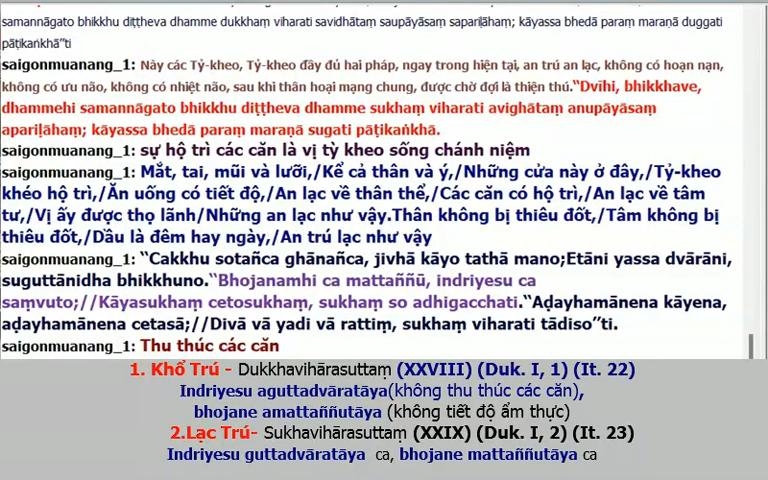 samannāgato bhikkhu diṭṭheva dhamme dukkhaṃ viharati savidhātaṃ saupāyāsaṃ sapariḷāhaṃ; kāyassa bhedā paraṃ maraṇā duggati
pāṭikaṅkhā”ti
saigonmuanang_1: Này các Tỷ-kheo, Tỷ-kheo đầy đủ hai pháp, ngay trong hiện tại, an trú an lạc, không có hoạn nạn,
không có ưu não, không có nhiệt não, sau khi thân hoại mạng chung, được chờ đợi là thiện thú.“Dvīhi, bhikkhave,
dhammehi samannāgato bhikkhu diṭṭheva dhamme sukhaṃ viharati avighātaṃ anupāyāsaṃ
apariḷāhaṃ; kāyassa bhedā paraṃ maraṇā sugati pāṭikaṅkhā.
saigonmuanang_1: sự hộ trì các căn là vị tỳ kheo sống chánh niệm
saigonmuanang_1: Mắt, tai, mũi và lưỡi,/Kể cả thân và ý,/Những cửa này ở đây,/Tỷ-kheo
khéo hộ trì,/Ăn uống có tiết độ,/An lạc về thân thể,/Các căn có hộ trì,/An lạc về tâm
tư,/Vị ấy được thọ lãnh/Những an lạc như vậy.Thân không bị thiêu đốt,/Tâm không bị
thiêu đốt,/Dầu là đêm hay ngày,/An trú lạc như vậy
saigonmuanang_1: “Cakkhu sotañca ghānañca, jivhā kāyo tathā mano;Etāni yassa dvārāni,
suguttānidha bhikkhuno.“Bhojanamhi ca mattaññū, indriyesu ca
saṃvuto;//Kāyasukhaṃ cetosukhaṃ, sukhaṃ so adhigacchati.“Aḍayhamānena kāyena,
aḍayhamānena cetasā;//Divā vā yadi vā rattiṃ, sukhaṃ viharati tādiso”ti.
saigonmuanang_1: Thu thúc các căn
1. Khổ Trú - Dukkhavihārasuttaṃ (XXVIII) (Duk. I, 1) (It. 22)
Indriyesu aguttadvāratāya(không thu thúc các căn),
bhojane amattaññutāya (không tiết độ ẩm thực)
2.Lạc Trú- Sukhavihārasuttaṃ (XXIX) (Duk. I, 2) (It. 23)
Indriyesu guttadvāratāya ca, bhojane mattaññutāya ca